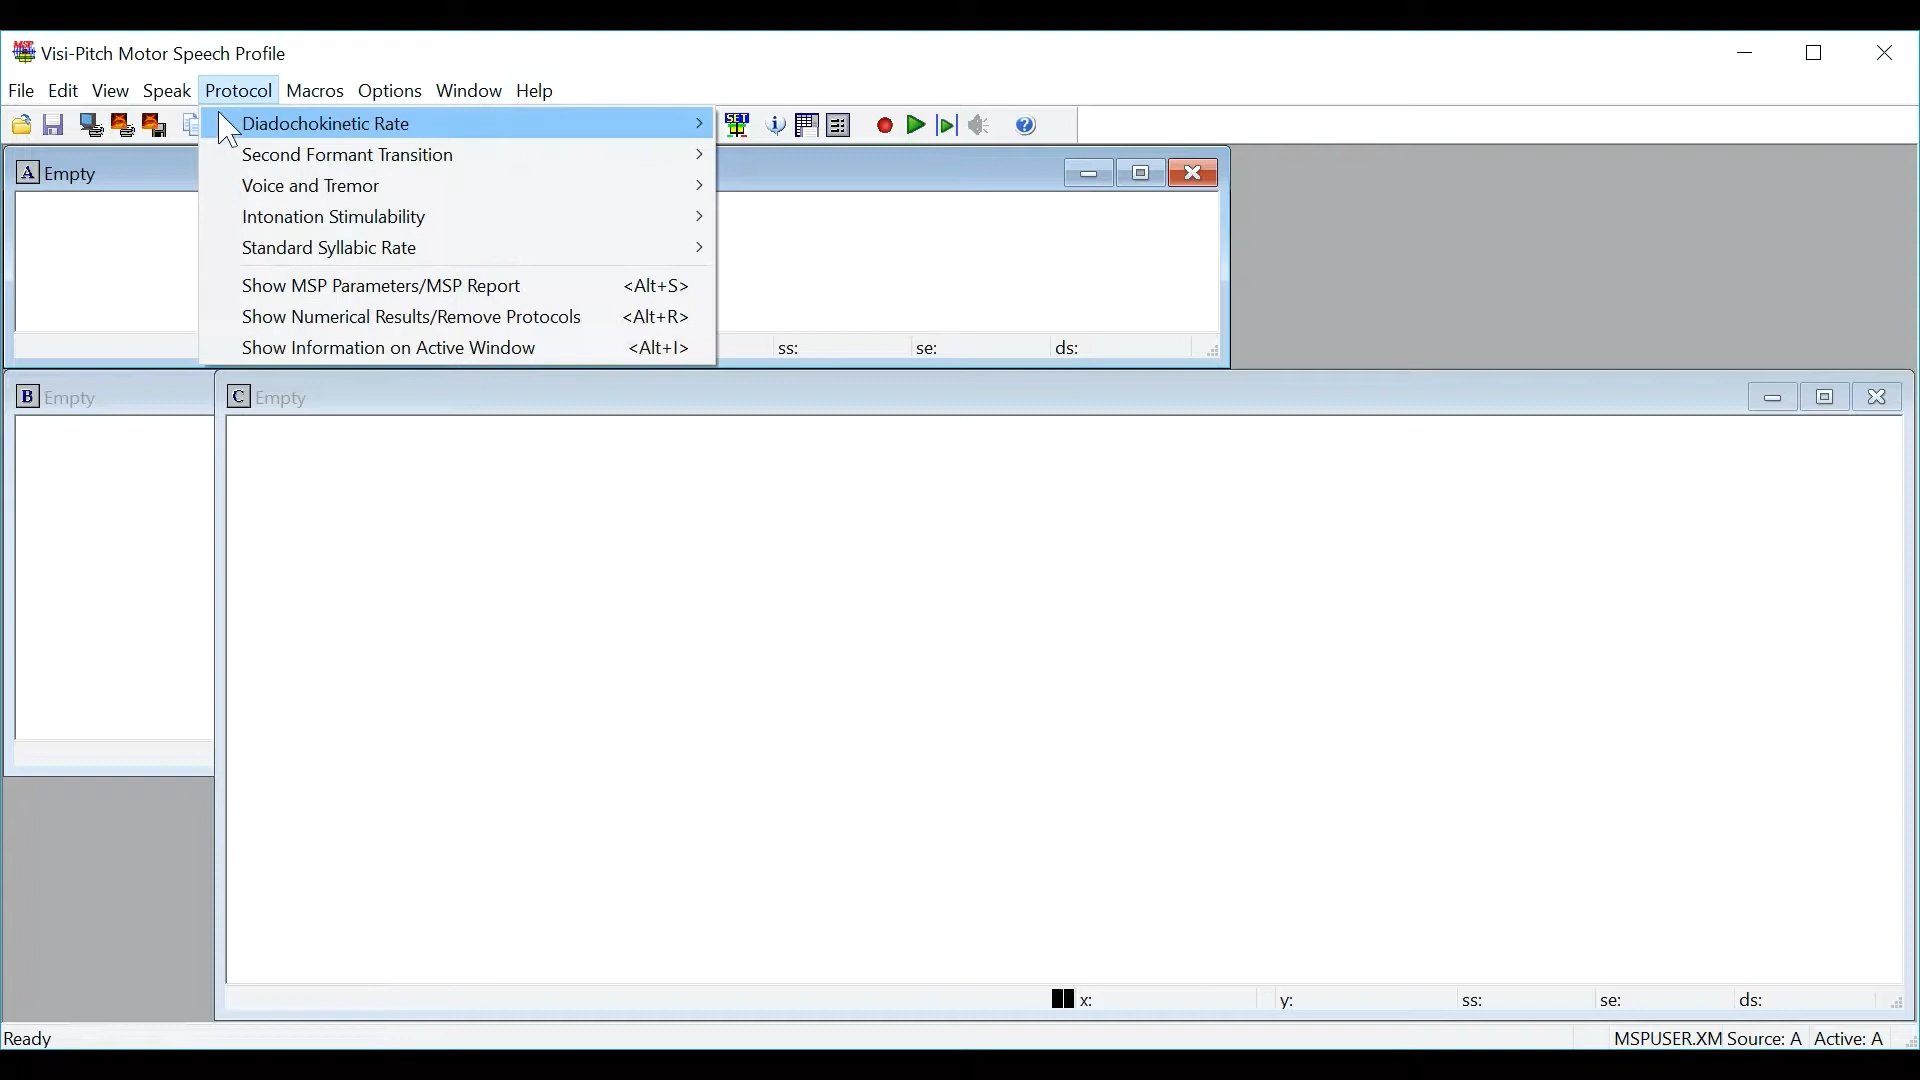 Visi-Pitch Motor Speech Profile
File Edit View Speak Protocol Macros Options Window Help
Diadochokinetic Rate
SET
A Empty
Second Formant Transition
Voice and Tremor
Intonation Stimulability
Standard Syllabic Rate
Show MSP Parameters/MSP Report <Alt+S>
Show Numerical Results/Remove Protocols <Alt+R>
Show Information on Active Window <Alt+I>
ss: se: ds:
B Empty
C Empty
x: y: ss: se: ds:
Ready
MSPUSER.XM Source: A Active: A